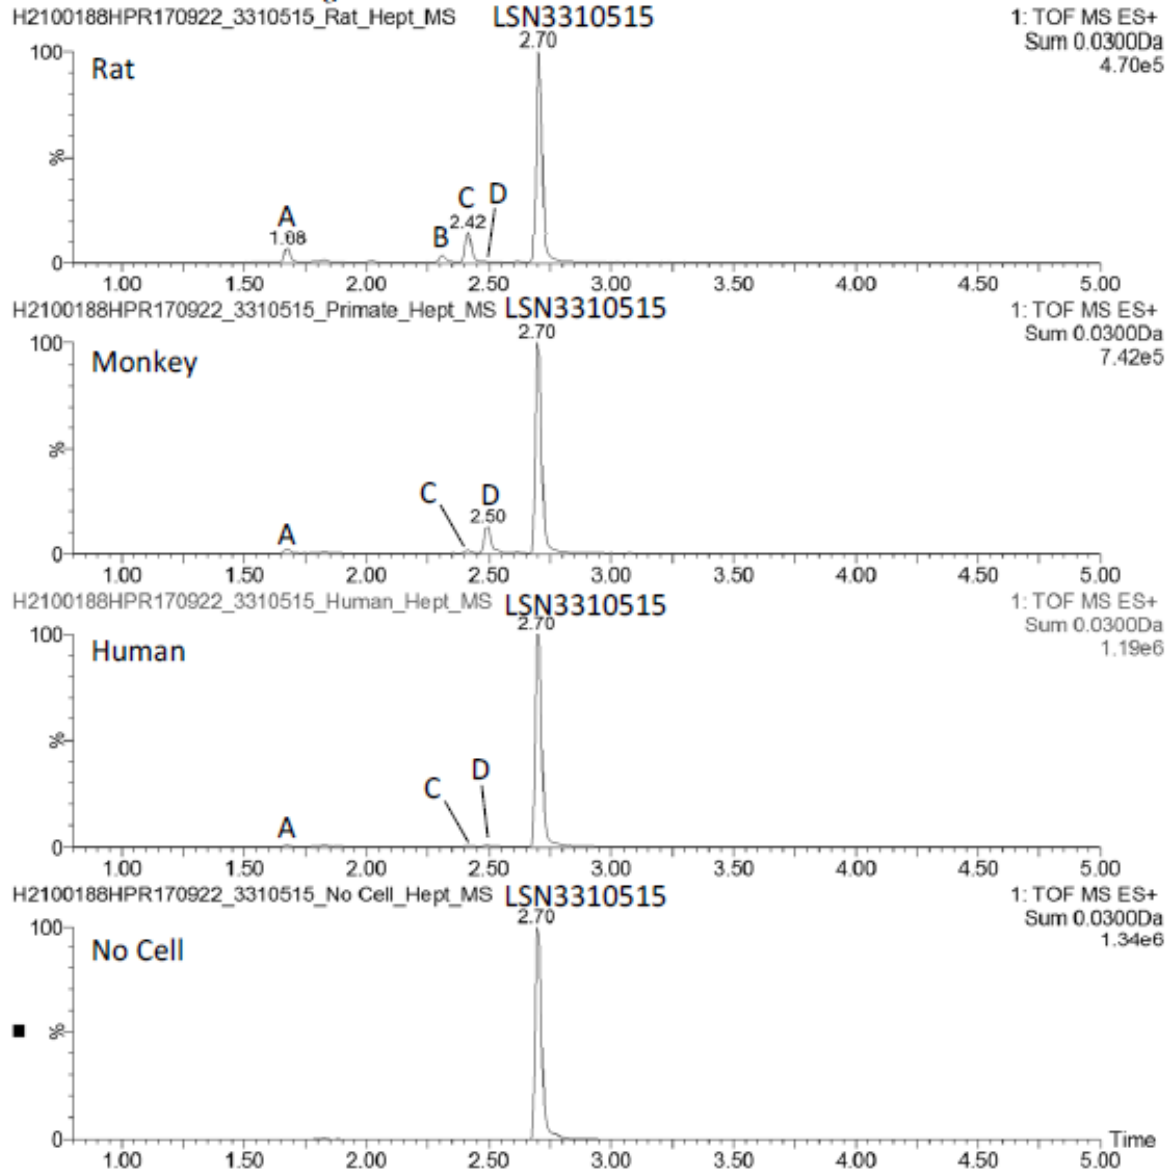 H2100188HPR170922_3310515_Rat_Hept_MS LSN3310515 1: TOF MS ES+
2.70 Sum 0.0300Da
100 4.70e5
Rat
%
C D
A 2.42
1.08 B
0
1.00 1.50 2.00 2.50 3.00 3.50 4.00 4.50 5.00
H2100188HPR170922_3310515_Primate_Hept_MS LSN3310515 1: TOF MS ES+
2.70 Sum 0.0300Da
100 7.42e5
Monkey
%
C D
2.50
A
0
1.00 1.50 2.00 2.50 3.00 3.50 4.00 4.50 5.00
H2100188HPR170922_3310515_Human_Hept_MS LSN3310515 1: TOF MS ES+
2.70 Sum 0.0300Da
100 1.19e6
Human
%
C D
A
0
1.00 1.50 2.00 2.50 3.00 3.50 4.00 4.50 5.00
H2100188HPR170922_3310515_No Cell_Hept_MS LSN3310515 1: TOF MS ES+
2.70 Sum 0.0300Da
100 1.34e6
No Cell
%
0 Time
1.00 1.50 2.00 2.50 3.00 3.50 4.00 4.50 5.00